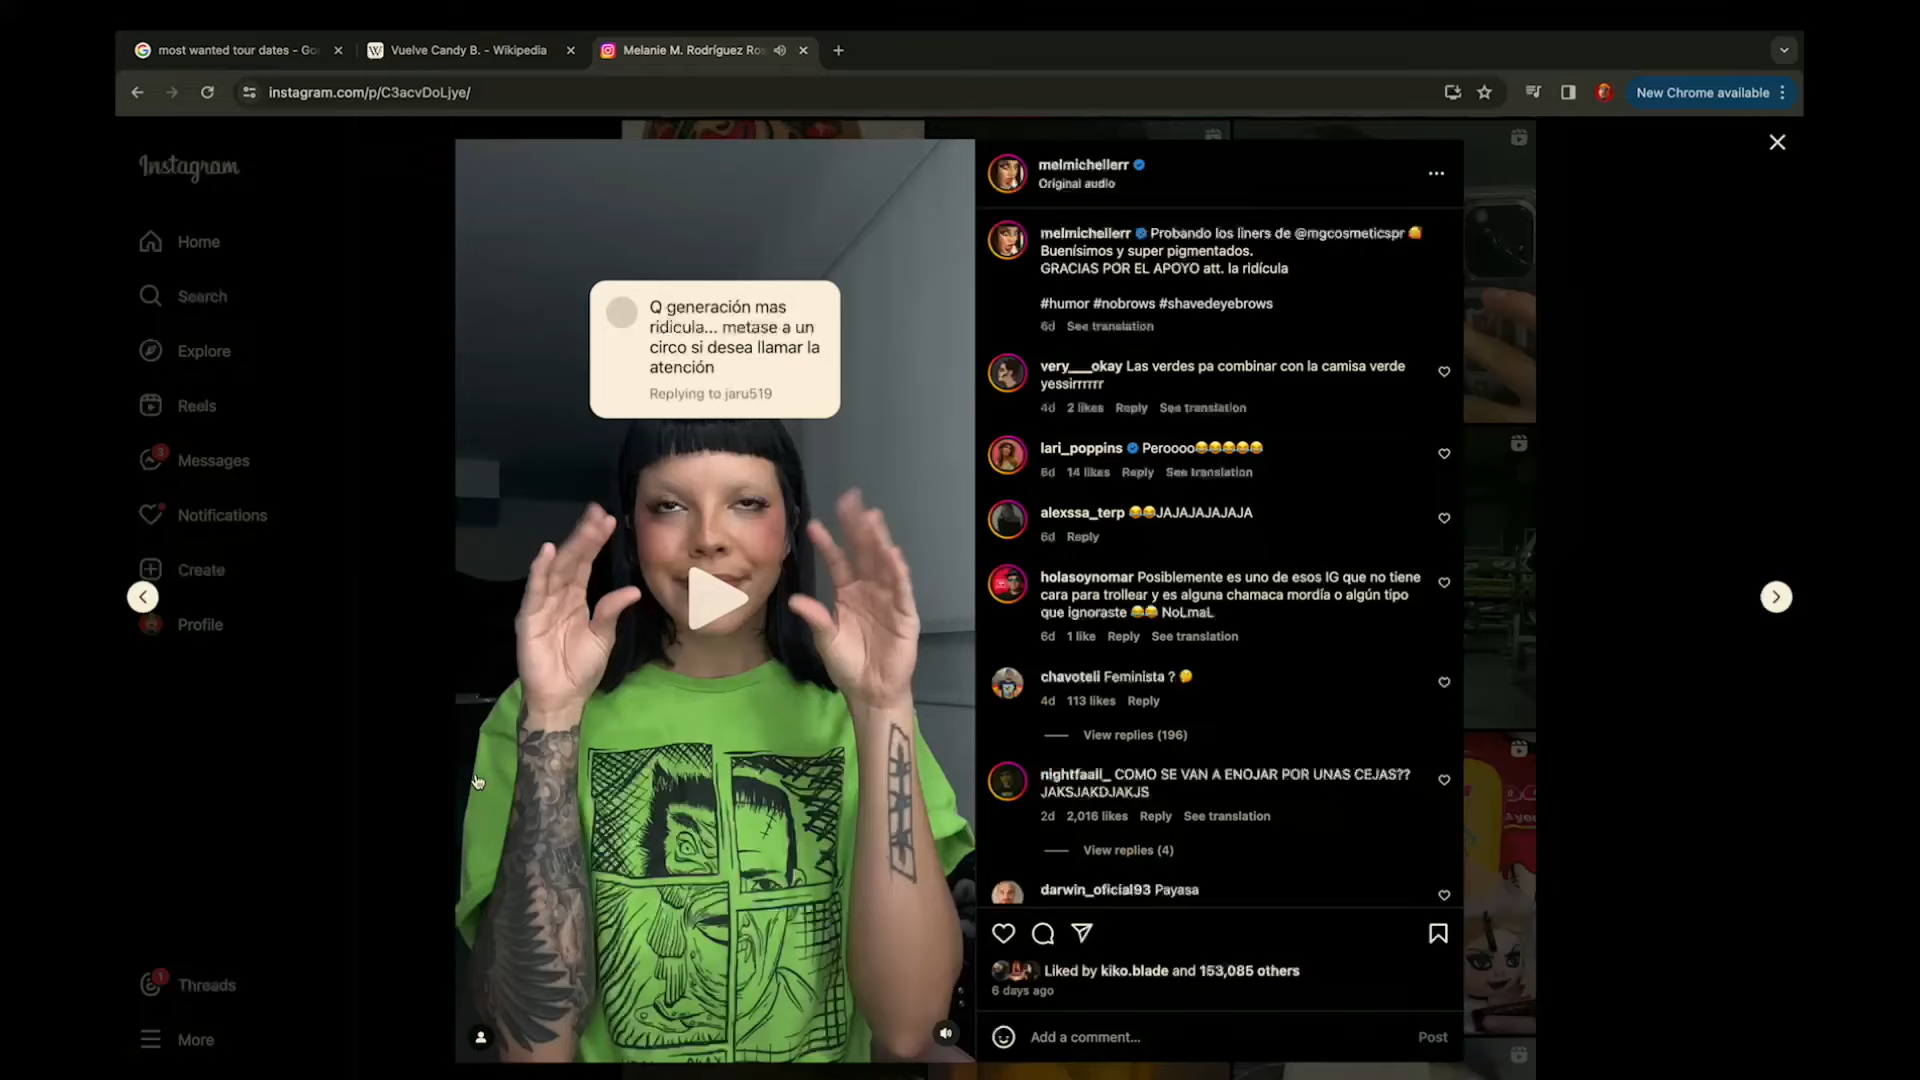 most wanted tour dates - Go
Vuelve Candy B. - Wikipedia
Melanie M. Rodríguez Ro
instagram.com/p/C3acvDoLjye/
New Chrome available
Instagram
Home
Search
Explore
Reels
3
Messages
Notifications
Create
Profile
1
Threads
More
Q generación mas
ridicula... metase a un
circo si desea llamar la
atención
Replying to jaru519
melmichellerr
Original audio
melmichellerr Probando los liners de @mgcosmeticspr 🥰
Buenísimos y super pigmentados.
GRACIAS POR EL APOYO att. la ridícula
#humor #nobrows #shavedeyebrows
6d See translation
very___okay Las verdes pa combinar con la camisa verde
yessirrrrrr
4d 2 likes Reply See translation
lari_poppins Peroooo😂😂😂😂😂
6d 14 likes Reply See translation
alexssa_terp 😂😂JAJAJAJAJAJA
6d Reply
holasoynomar Posiblemente es uno de esos IG que no tiene
cara para trollear y es alguna chamaca mordía o algún tipo
que ignoraste 😂😂 NoLmaL
6d 1 like Reply See translation
chavoteli Feminista ? 🤔
4d 113 likes Reply
View replies (196)
nightfaall_ COMO SE VAN A ENOJAR POR UNAS CEJAS??
JAKSJAKDJAKJS
2d 2,016 likes Reply See translation
View replies (4)
darwin_oficial93 Payasa
Liked by kiko.blade and 153,085 others
6 days ago
Add a comment...
Post